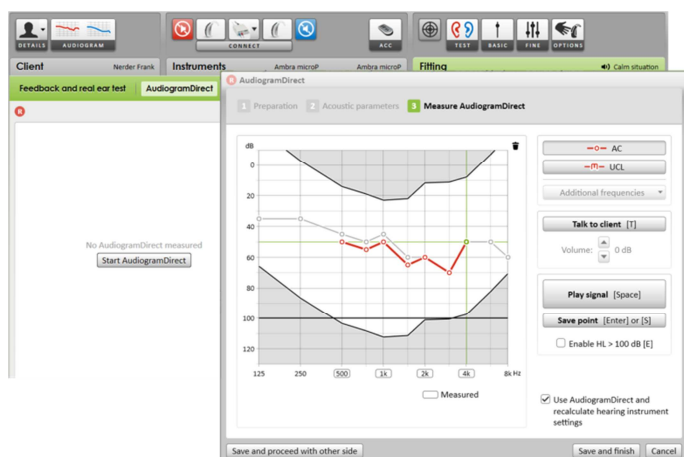 DETAILS AUDIOGRAM CONNECT ACC TEST BASIC FINE OPTIONS
Client Nerder Frank Instruments Ambra microP Ambra microP Fitting Calm situation
Feedback and real ear test AudiogramDirect
R
No AudiogramDirect measured
Start AudiogramDirect
R AudiogramDirect
1 Preparation 2 Acoustic parameters 3 Measure AudiogramDirect
dB
0
20
40
60
80
100
120
125 250 500 1k 2k 4k 8k Hz
Measured
AC
UCL
Additional frequencies
Talk to client [T]
Volume: 0 dB
Play signal [Space]
Save point [Enter] or [S]
Enable HL > 100 dB [E]
Use AudiogramDirect and
recalculate hearing instrument
settings
Save and proceed with other side Save and finish Cancel